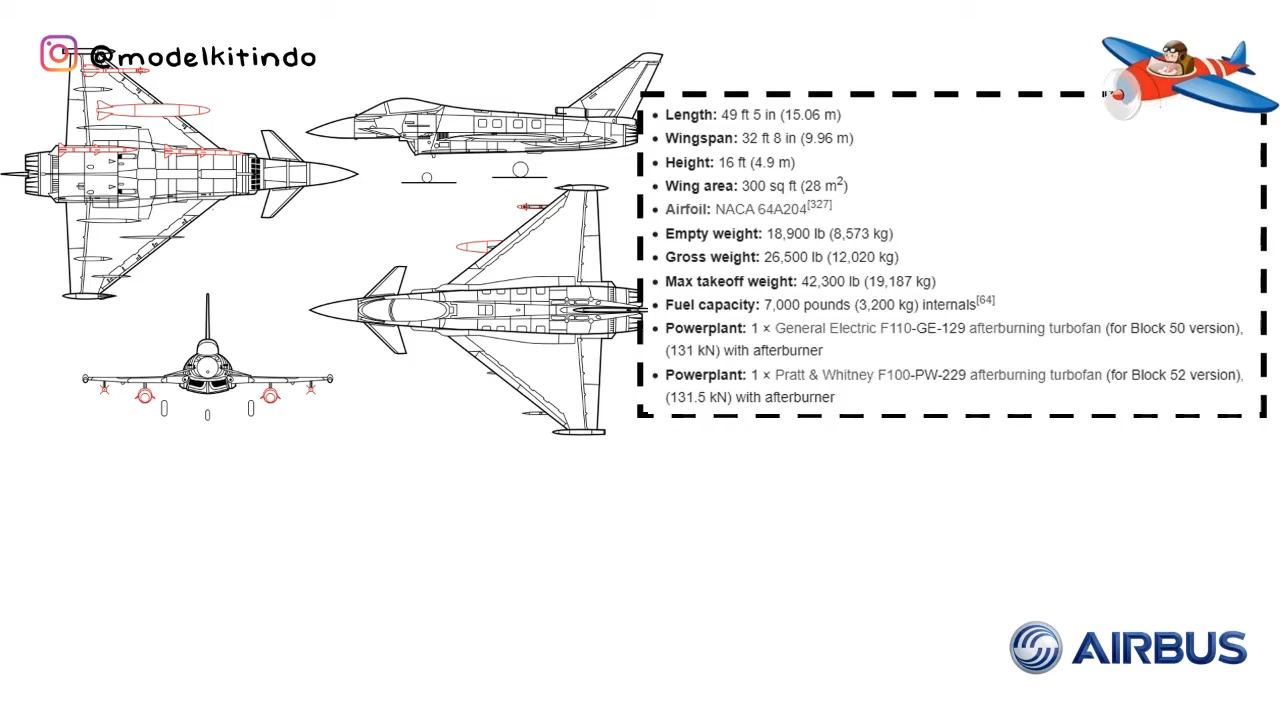 @modelkitindo
Length: 49 ft 5 in (15.06 m)
Wingspan: 32 ft 8 in (9.96 m)
Height: 16 ft (4.9 m)
Wing area: 300 sq ft (28 m²)
Airfoil: NACA 64A204[327]
Empty weight: 18,900 lb (8,573 kg)
Gross weight: 26,500 lb (12,020 kg)
Max takeoff weight: 42,300 lb (19,187 kg)
Fuel capacity: 7,000 pounds (3,200 kg) internals[64]
Powerplant: 1 × General Electric F110-GE-129 afterburning turbofan (for Block 50 version),
(131 kN) with afterburner
Powerplant: 1 × Pratt & Whitney F100-PW-229 afterburning turbofan (for Block 52 version),
(131.5 kN) with afterburner
AIRBUS